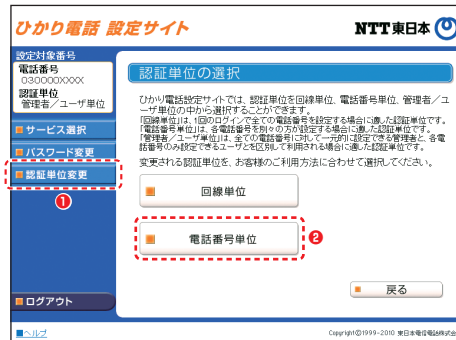 ひかり電話 設定サイト
NTT東日本
設定対象番号
電話番号
030000XXXX
認証単位
管理者／ユーザ単位
サービス選択
パスワード変更
認証単位変更
❶
ログアウト
認証単位の選択
ひかり電話設定サイトでは、認証単位を回線単位、電話番号単位、管理者／ユ
ーザ単位の中から選択することができます。
「回線単位」は、1回のログインで全ての電話番号を設定する場合に適した認証単位です。
「電話番号単位」は、各電話番号を別々の方が設定する場合に適した認証単位です。
「管理者／ユーザ単位」は、全ての電話番号に対して一元的に設定できる管理者と、各電
話番号のみ設定できるユーザとを区別して利用される場合に適した認証単位です。
変更される認証単位を、お客様のご利用方法に合わせて選択してください。
回線単位
電話番号単位
❷
戻る
ヘルプ
Copyright©1999-2010 東日本電信電話株式会